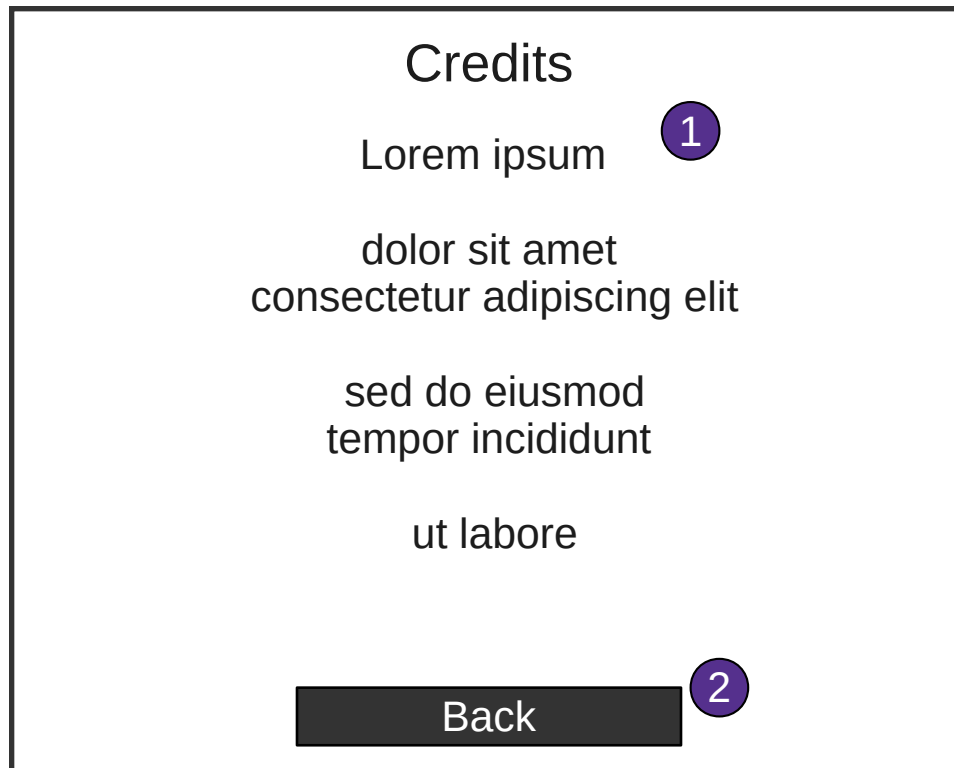 Credits
1
Lorem ipsum
dolor sit amet
consectetur adipiscing elit
sed do eiusmod
tempor incididunt
ut labore
2
Back